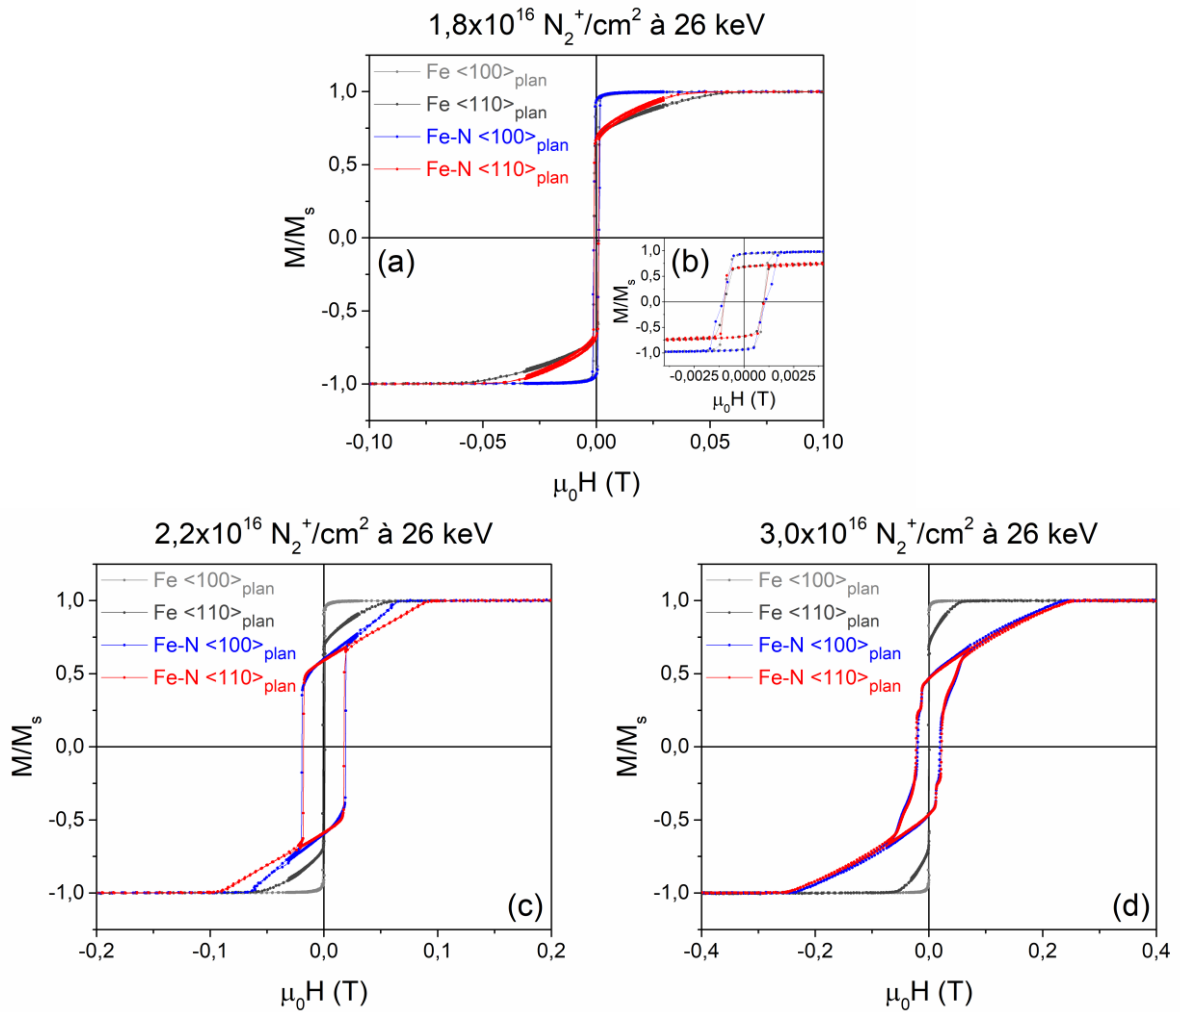 1,8x10¹⁶ N₂⁺/cm² à 26 keV
Fe <100>plan
Fe <110>plan
Fe-N <100>plan
Fe-N <110>plan
1,0
0,5
0,0
-0,5
-1,0
M/Ms
(a)
-0,10
-0,05
0,00
0,05
0,10
μ₀H (T)
(b)
1,0
0,5
0,0
-0,5
-1,0
M/Ms
-0,0025
0,0000
0,0025
μ₀H (T)
2,2x10¹⁶ N₂⁺/cm² à 26 keV
Fe <100>plan
Fe <110>plan
Fe-N <100>plan
Fe-N <110>plan
1,0
0,5
0,0
-0,5
-1,0
M/Ms
(c)
-0,2
-0,1
0,0
0,1
0,2
μ₀H (T)
3,0x10¹⁶ N₂⁺/cm² à 26 keV
Fe <100>plan
Fe <110>plan
Fe-N <100>plan
Fe-N <110>plan
1,0
0,5
0,0
-0,5
-1,0
M/Ms
(d)
-0,4
-0,2
0,0
0,2
0,4
μ₀H (T)